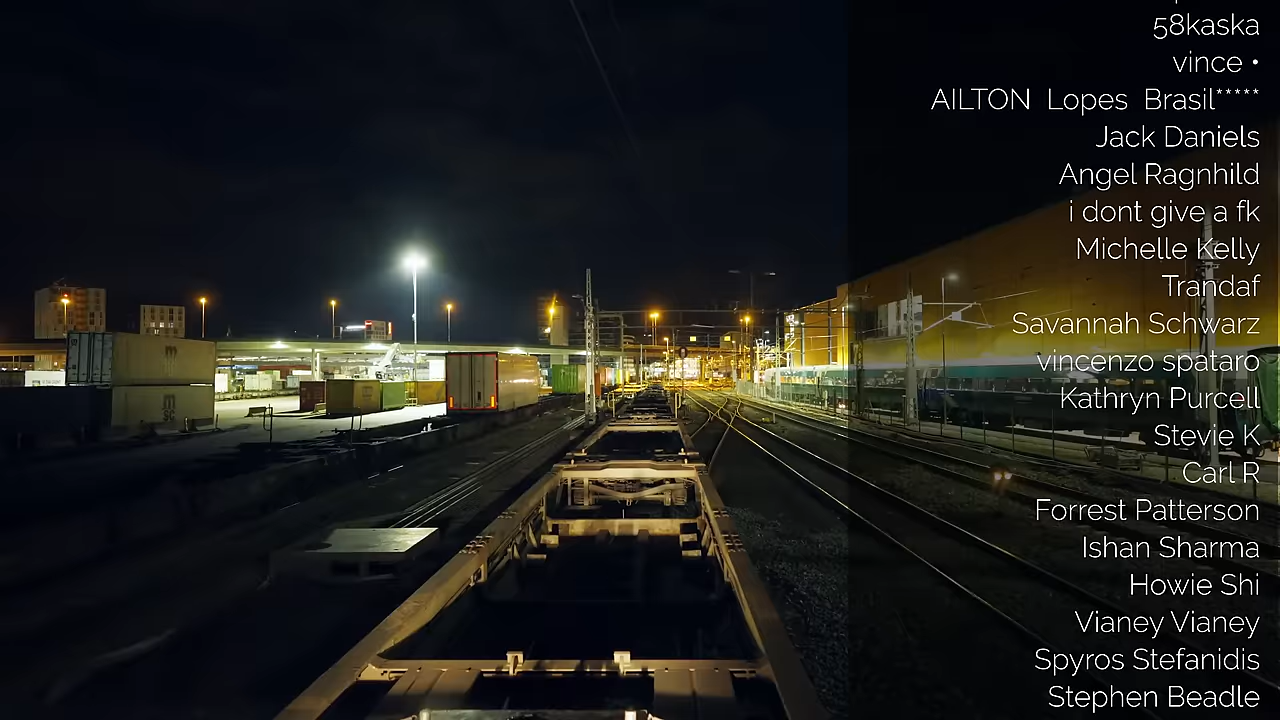 58kaska
vince •
AILTON Lopes Brasil*****
Jack Daniels
Angel Ragnhild
i dont give a fk
Michelle Kelly
Trandaf
Savannah Schwarz
vincenzo spataro
Kathryn Purcell
Stevie K
Carl R
Forrest Patterson
Ishan Sharma
Howie Shi
Vianey Vianey
Spyros Stefanidis
Stephen Beadle